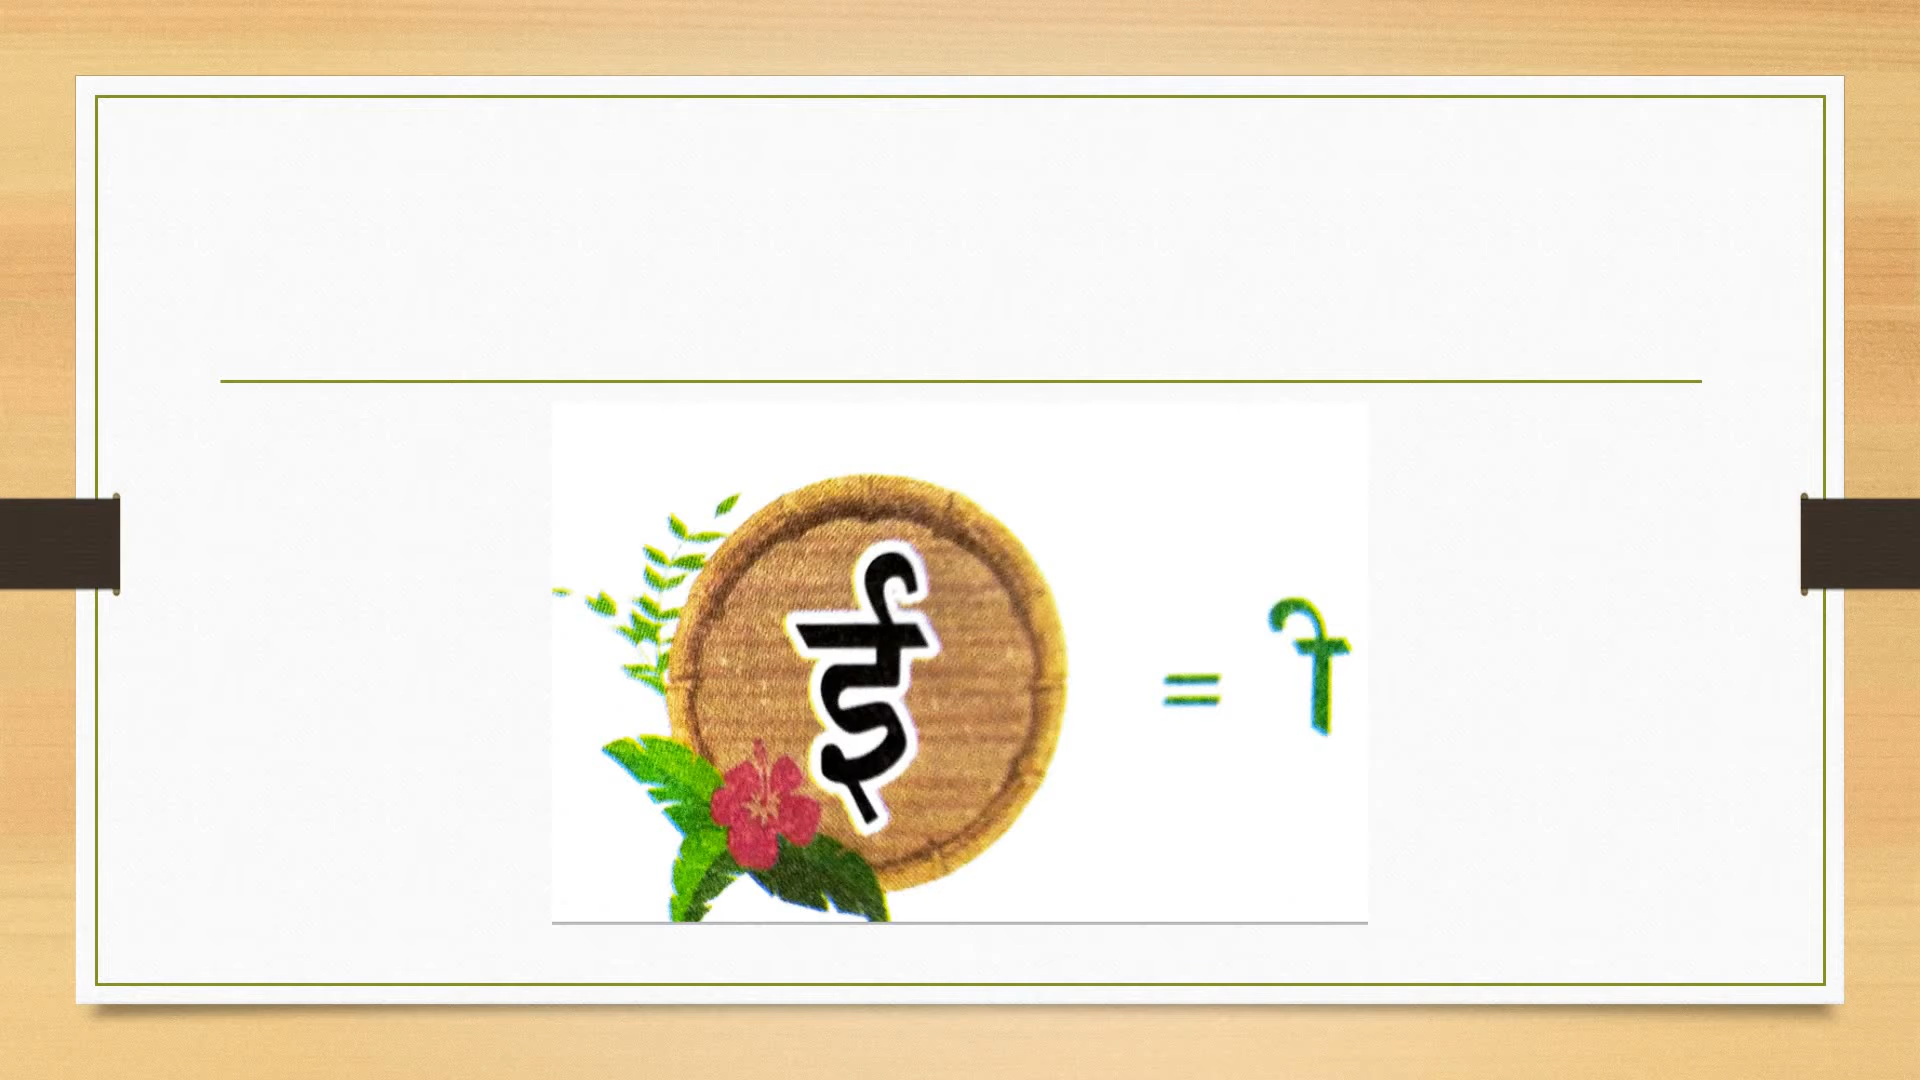 ई = ी